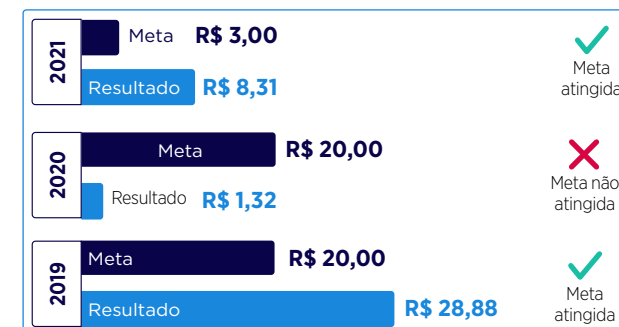 2021
Meta R$ 3,00
Resultado R$ 8,31
Meta
atingida
2020
Meta R$ 20,00
Resultado R$ 1,32
Meta não
atingida
2019
Meta R$ 20,00
Resultado R$ 28,88
Meta
atingida